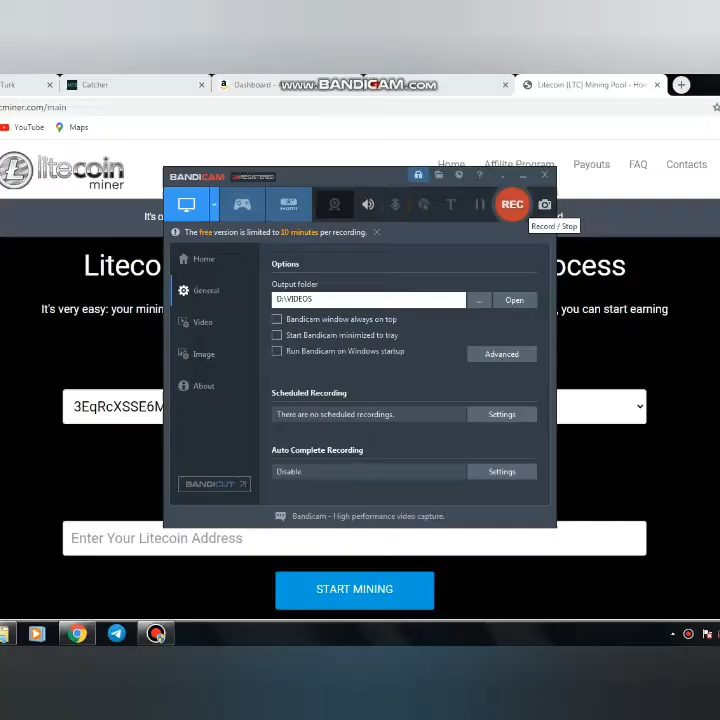 Turk
Catcher
Dashboard - A
www.BANDICAM.com
Litecoin (LTC) Mining Pool - Ho
cminer.com/main
YouTube
Maps
litecoin
miner
Home
Affilite Program
Payouts
FAQ
Contacts
BANDICAM
UNREGISTERED
REC
It's
The free version is limited to 10 minutes per recording.
Record / Stop
Home
Options
Liteco
ocess
Output folder
General
D:\VIDEOS
...
Open
It's very easy: your minin
, you can start earning
Video
Bandicam window always on top
Start Bandicam minimized to tray
Image
Run Bandicam on Windows startup
Advanced
About
Scheduled Recording
3EqRcXSSE6M
There are no scheduled recordings.
Settings
Auto Complete Recording
Disable
Settings
BANDICUT
Bandicam - High performance video capture.
Enter Your Litecoin Address
START MINING